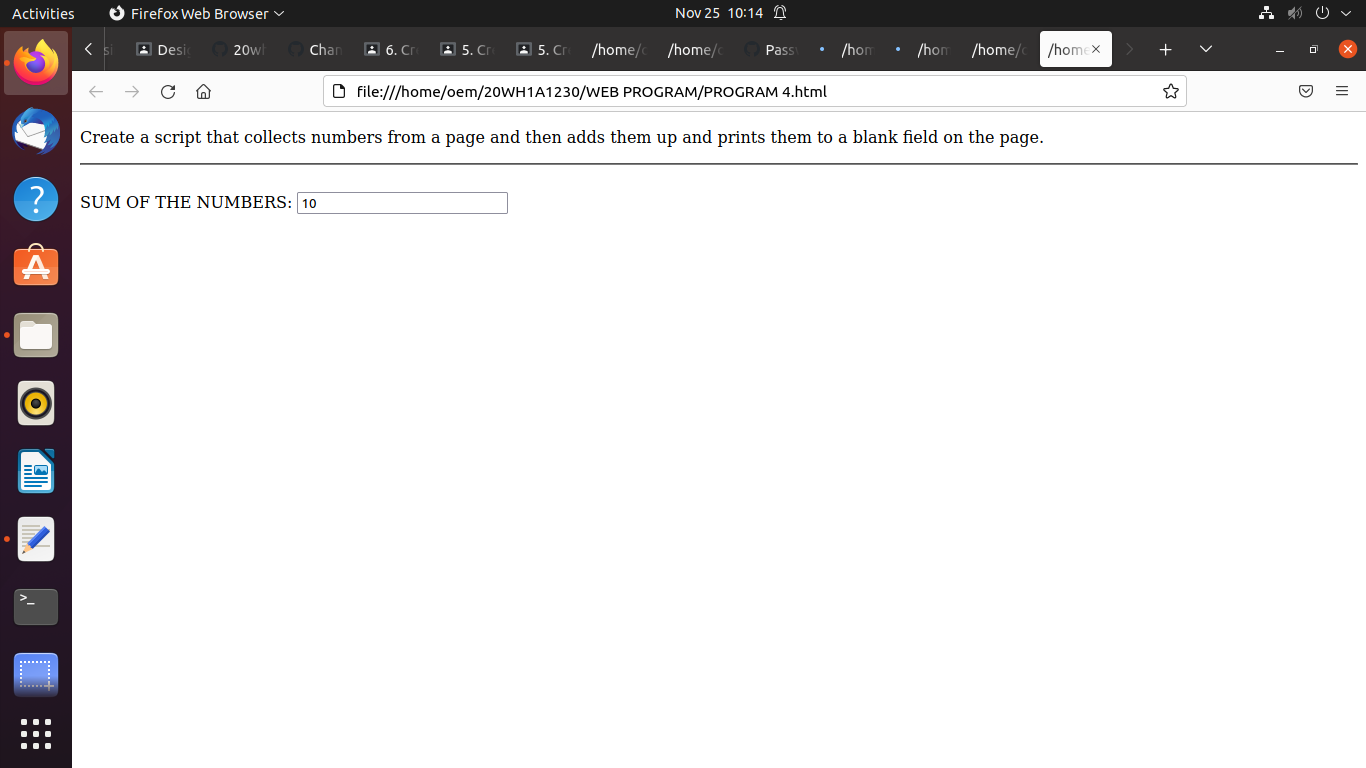 Activities Firefox Web Browser Nov 25 10:14
Desi 20wh Chan 6. Cr 5. Cr 5. Cr /home/c /home/c Pass /hom /hom /home/c /home
file:///home/oem/20WH1A1230/WEB PROGRAM/PROGRAM 4.html
Create a script that collects numbers from a page and then adds them up and prints them to a blank field on the page.
SUM OF THE NUMBERS: 10